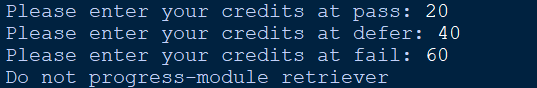 Please enter your credits at pass: 20
Please enter your credits at defer: 40
Please enter your credits at fail: 60
Do not progress-module retriever